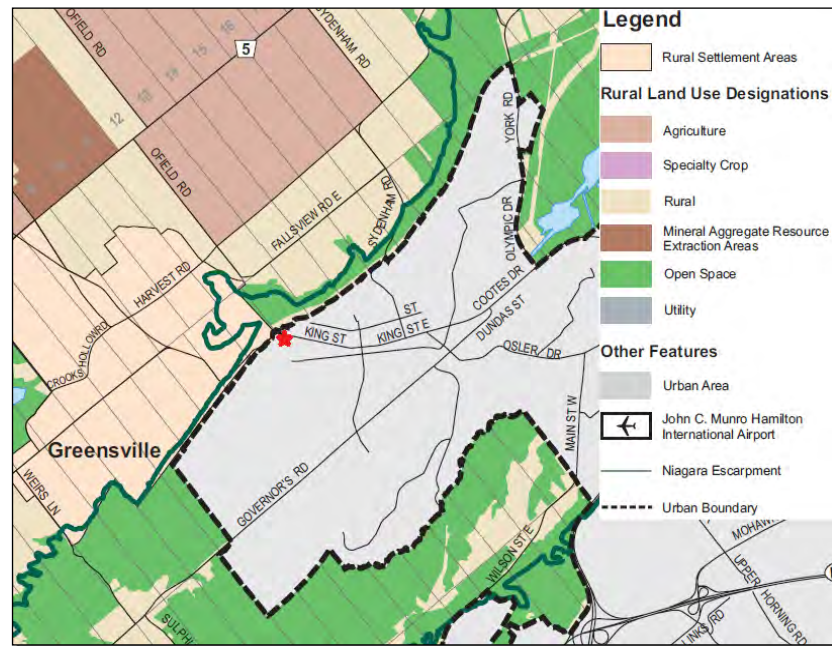 Legend
Rural Settlement Areas
Rural Land Use Designations
Agriculture
Specialty Crop
Rural
Mineral Aggregate Resource
Extraction Areas
Open Space
Utility
Other Features
Urban Area
John C. Munro Hamilton
International Airport
Niagara Escarpment
Urban Boundary
OFIELD RD
5
SYDENHAM RD
16
15
14
13
12
OFIELD RD
YORK RD
FALLSVIEW RD E
SYDENHAM RD
OLYMPIC DR
HARVEST RD
COOTES DR
KING ST
ST
KING ST E
DUNDAS ST
CROOKS HOLLOW RD
OSLER DR
MAIN ST W
Greensville
WEIRS LN
GOVERNOR'S RD
WILSON ST E
SULPH
MOHAW
UPPER HORNING RD
LINKS RD